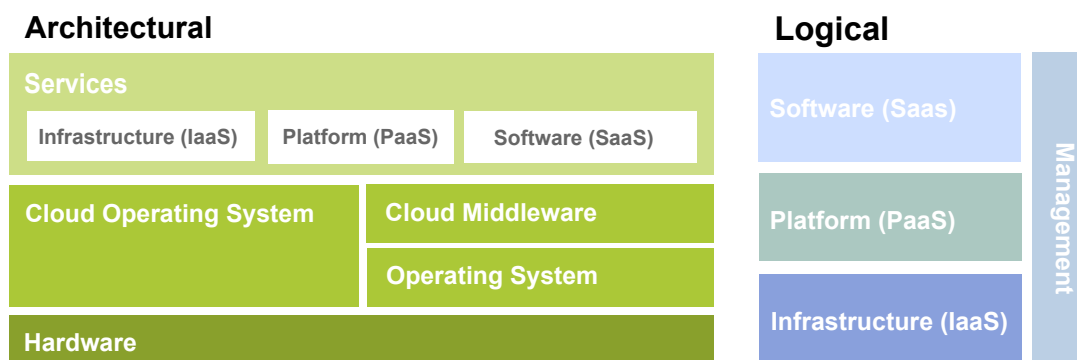 Architectural
Services
Infrastructure (IaaS)
Platform (PaaS)
Software (SaaS)
Cloud Operating System
Cloud Middleware
Operating System
Hardware
Logical
Software (Saas)
Platform (PaaS)
Infrastructure (IaaS)
Management